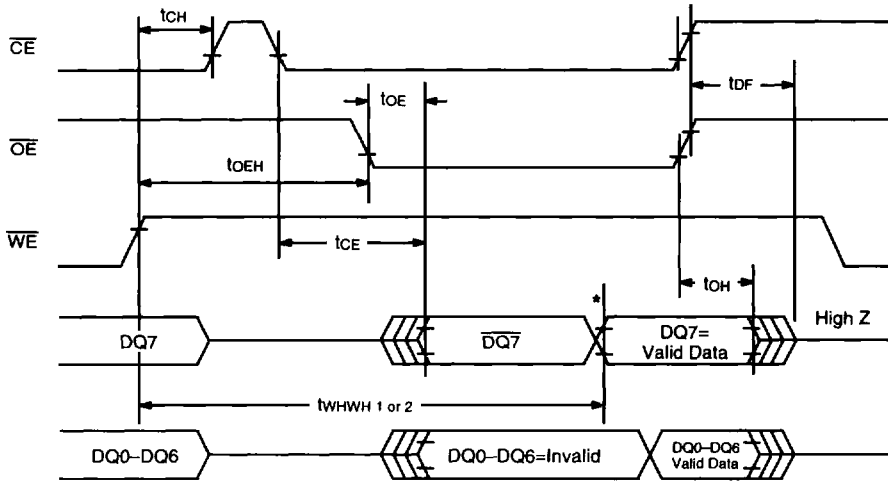 tCH
CE
tDF
tOE
OE
tOEH
WE
tCE
tOH
*
High Z
DQ7
DQ7
DQ7=
Valid Data
tWHWH 1 or 2
DQ0–DQ6
DQ0–DQ6=Invalid
DQ0–DQ6
Valid Data